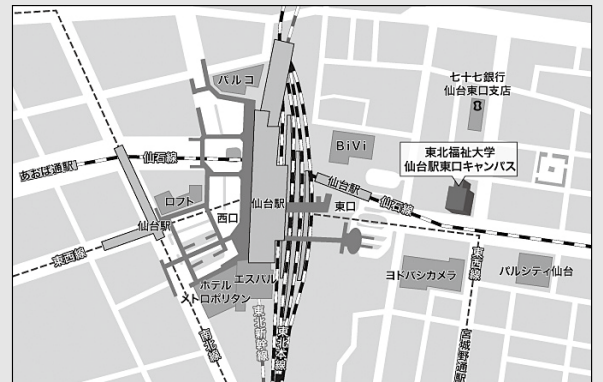 パルコ
七十七銀行
仙台東口支店
BiVi
東北福祉大学
仙台駅東口キャンパス
あおば通駅
仙石線
仙台駅
仙石線
ロフト
西口
仙台駅
東口
仙台駅
東西線
エスパル
ホテル
メトロポリタン
ヨドバシカメラ
東西線
パルシティ仙台
南北線
東北新幹線
東北本線
宮城野通駅